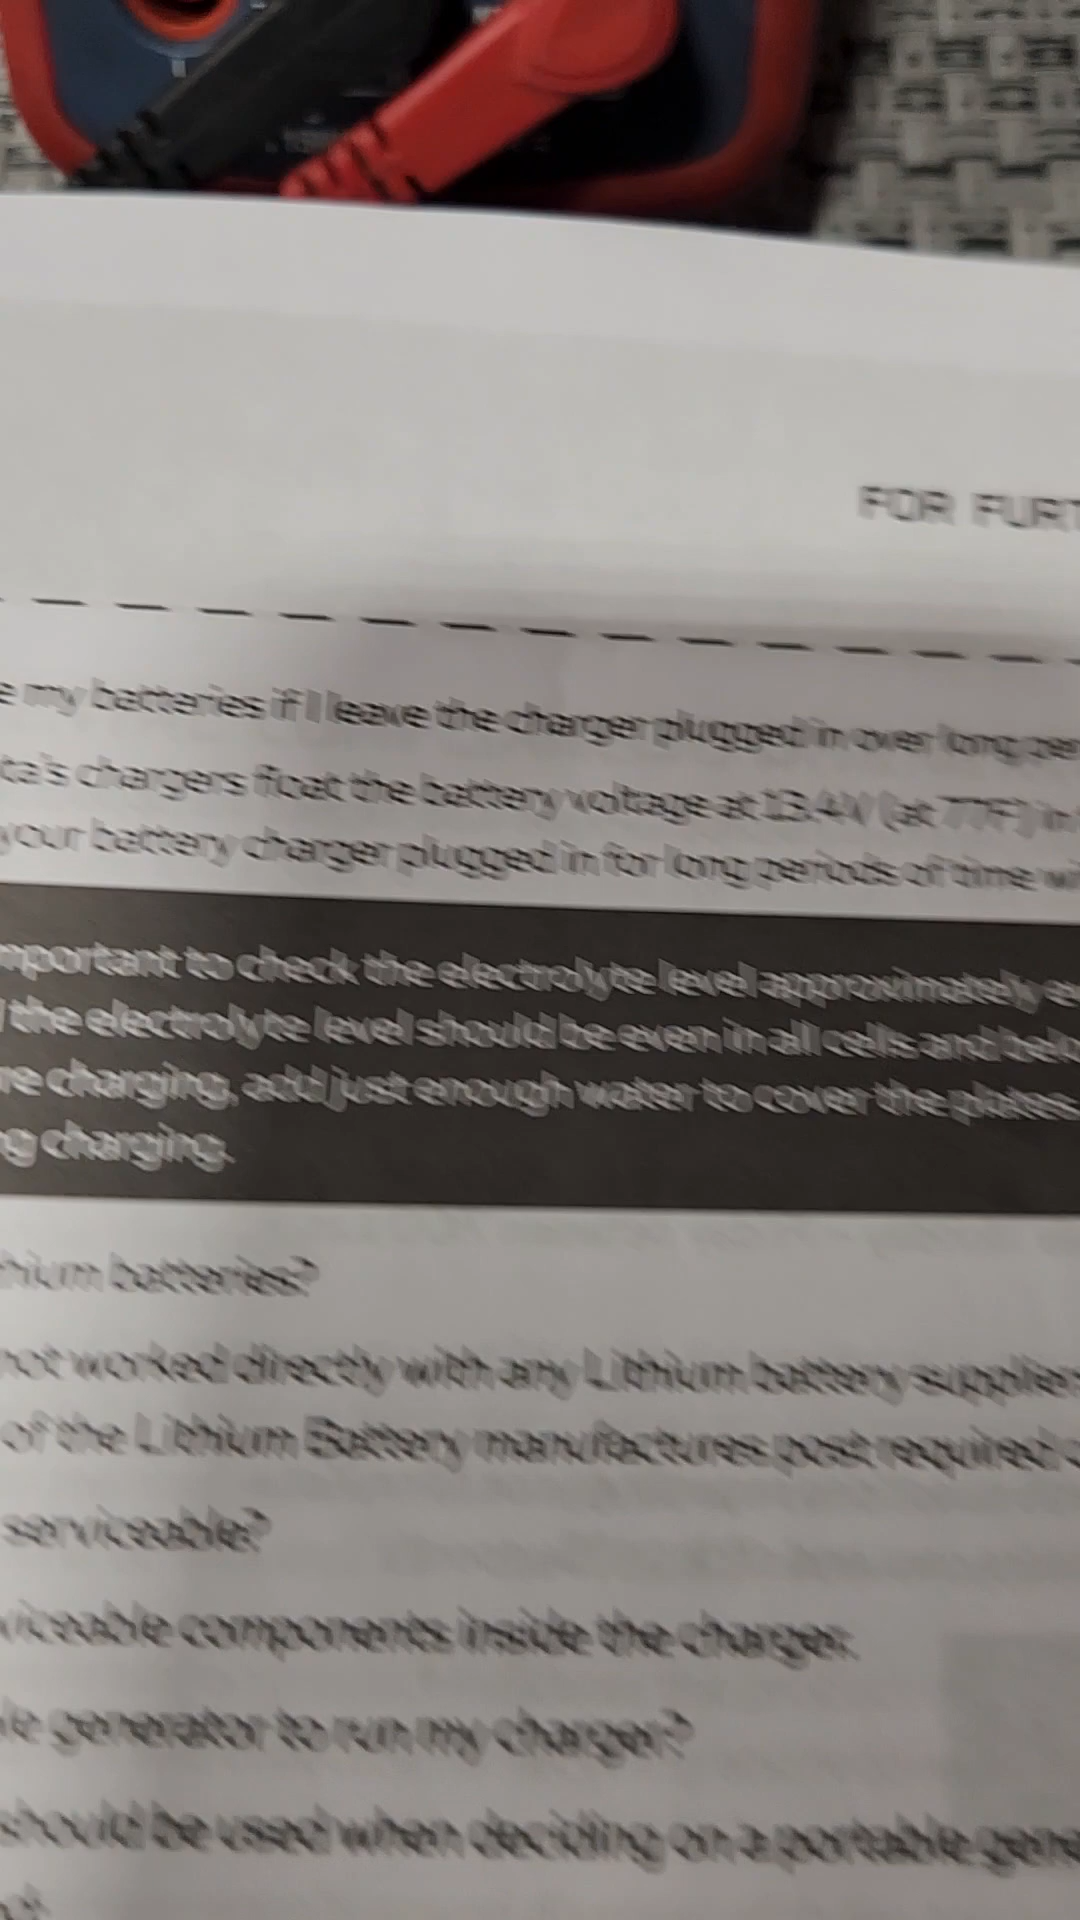 FOR FURT
e my batteries if I leave the charger plugged in over long per
ta's chargers float the battery voltage at 13.4V (at 77F) in
your battery charger plugged in for long periods of time wi
mportant to check the electrolyte level approximately e
the electrolyte level should be even in all cells and belo
re charging, add just enough water to cover the plates.
ng charging.
hium batteries?
not worked directly with any Lithium battery supplier
of the Lithium Battery manufactures post required
serviceable?
viceable components inside the charger.
le generator to run my charger?
should be used when deciding on a portable gene